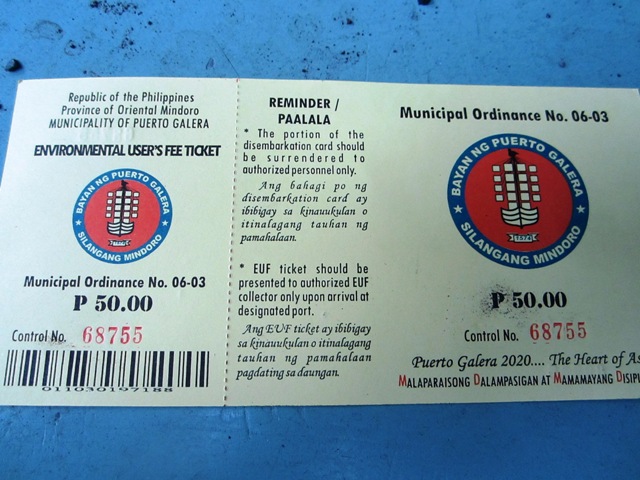 Republic of the Philippines
Province of Oriental Mindoro
MUNICIPALITY OF PUERTO GALERA
ENVIRONMENTAL USER'S FEE TICKET
BAYAN NG PUERTO GALERA
SILANGANG MINDORO
Municipal Ordinance No. 06-03
P 50.00
Control No. 68755
011030197188
REMINDER /
PAALALA
* The portion of the
disembarkation card should
be surrendered to
authorized personnel only.
Ang bahagi po ng
disembarkation card ay
ibibigay sa kinauukulan o
itinalagang tauhan ng
pamahalaan.
* EUF ticket should be
presented to authorized EUF
collector only upon arrival at
designated port.
Ang EUF ticket ay ibibigay
sa kinauukulan o itinalagang
tauhan ng pamahalaan
pagdating sa daungan.
Municipal Ordinance No. 06-03
BAYAN NG PUERTO GALERA
SILANGANG MINDORO
1574
P 50.00
Control No. 68755
Puerto Galera 2020.... The Heart of As
MALAPARAISONG DALAMPASIGAN AT MAMAMAYANG DISIPL